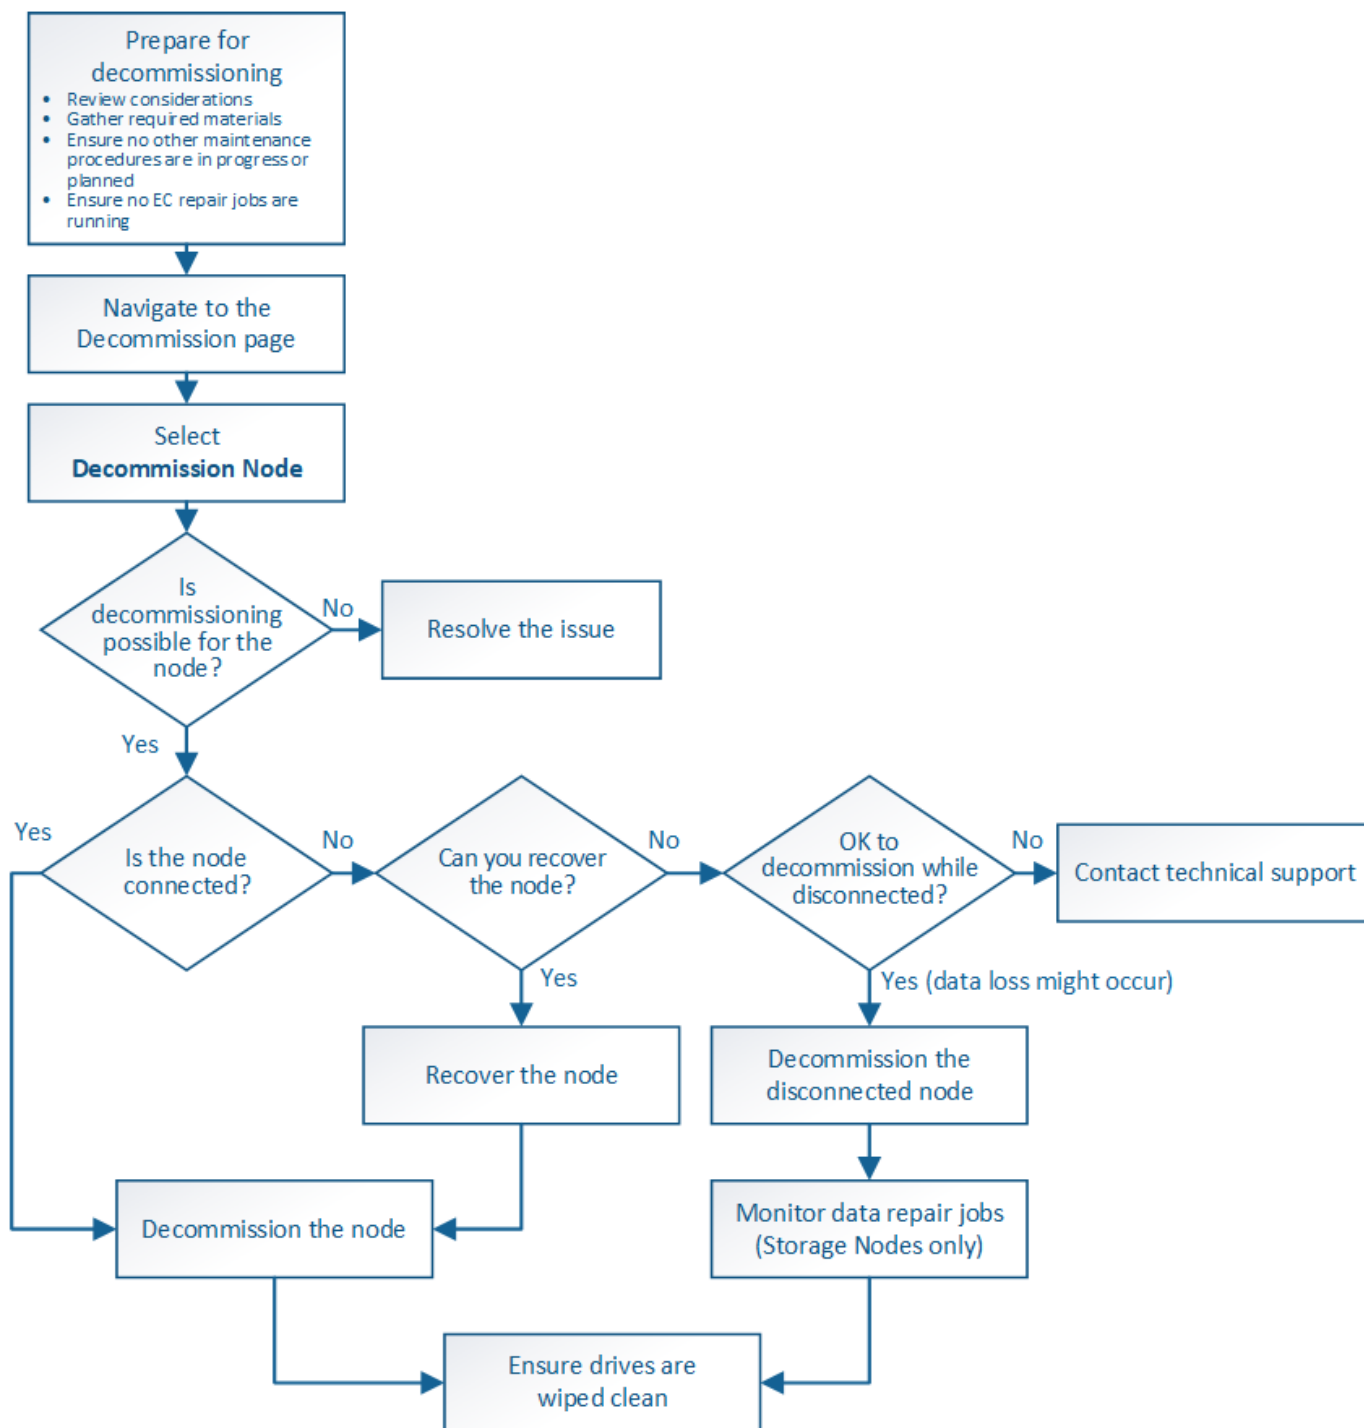 Prepare for
decommissioning
• Review considerations
• Gather required materials
• Ensure no other maintenance
procedures are in progress or
planned
• Ensure no EC repair jobs are
running
Navigate to the
Decommission page
Select
Decommission Node
Is
decommissioning
possible for the
node?
No
Resolve the issue
Yes
Yes
Is the node
connected?
No
Can you recover
the node?
No
OK to
decommission while
disconnected?
No
Contact technical support
Yes
Yes (data loss might occur)
Recover the node
Decommission the
disconnected node
Decommission the node
Monitor data repair jobs
(Storage Nodes only)
Ensure drives are
wiped clean